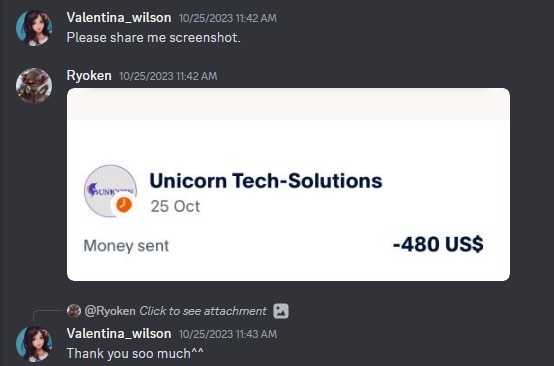 Valentina_wilson 10/25/2023 11:42 AM
Please share me screenshot.
Ryoken 10/25/2023 11:42 AM
Unicorn Tech-Solutions
25 Oct
Money sent -480 US$
@Ryoken Click to see attachment
Valentina_wilson 10/25/2023 11:43 AM
Thank you soo much^^